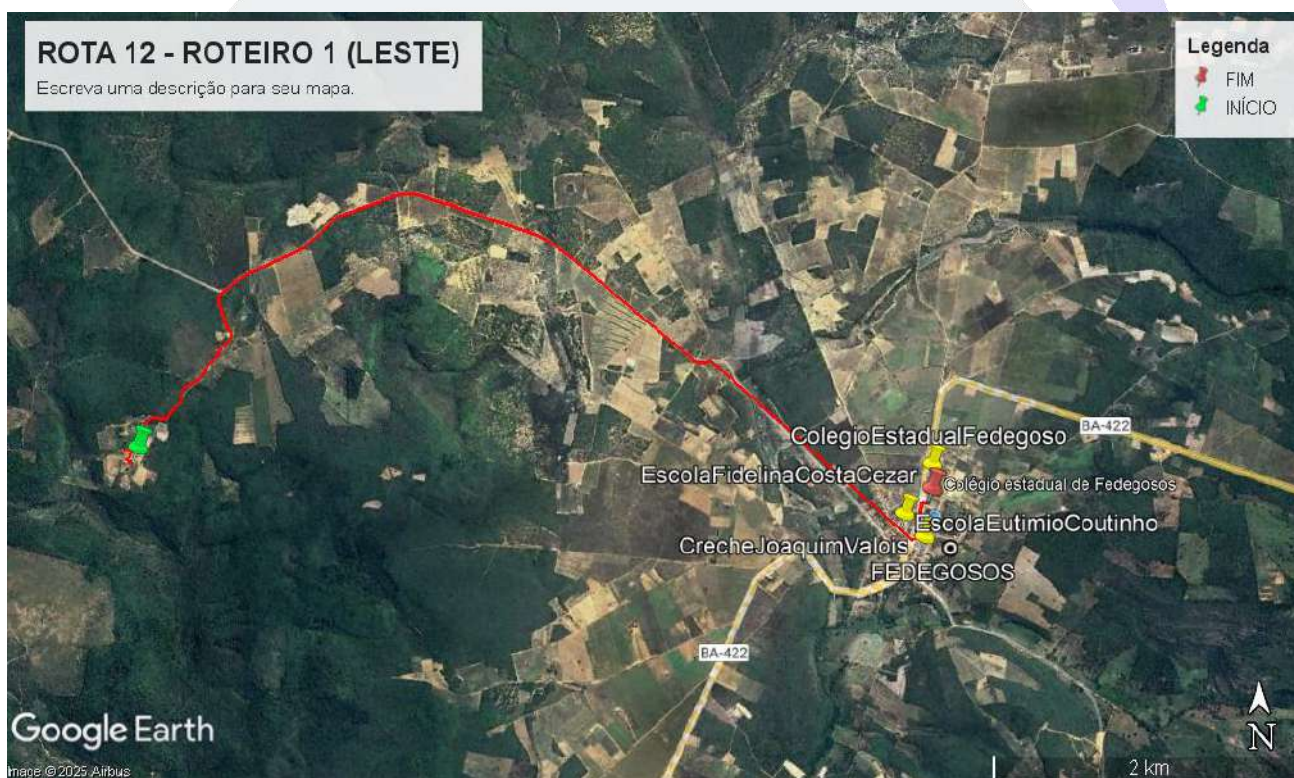 ROTA 12 - ROTEIRO 1 (LESTE)
Escreva uma descrição para seu mapa.
Legenda
FIM
INÍCIO
BA-422
ColegioEstadualFedegoso
EscolaFidelinaCostaCezar
Colégio estadual de Fedegosos
EscolaEutimioCoutinho
CrecheJoaquimValois
FEDEGOSOS
BA-422
Google Earth
N
Image © 2025 Airbus
2 km